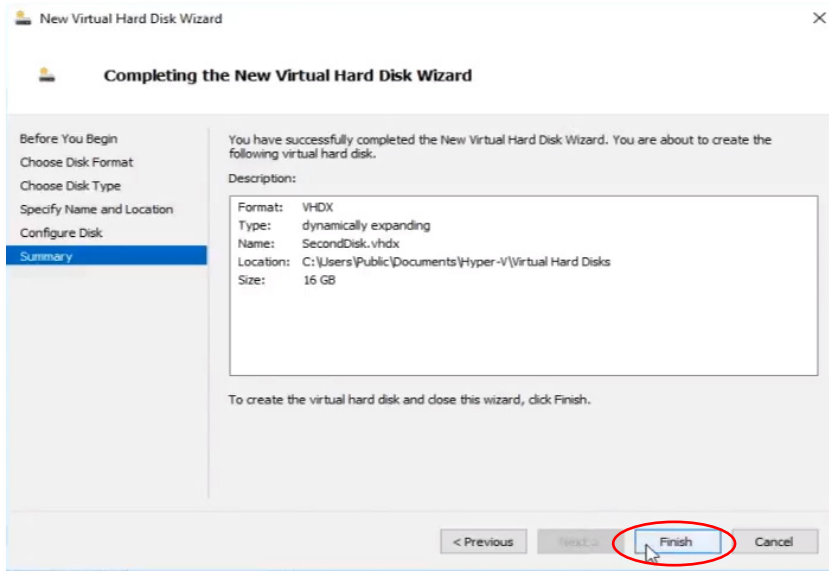 New Virtual Hard Disk Wizard
Completing the New Virtual Hard Disk Wizard
Before You Begin
Choose Disk Format
Choose Disk Type
Specify Name and Location
Configure Disk
Summary
You have successfully completed the New Virtual Hard Disk Wizard. You are about to create the
following virtual hard disk.
Description:
Format: VHDX
Type: dynamically expanding
Name: SecondDisk.vhdx
Location: C:\Users\Public\Documents\Hyper-V\Virtual Hard Disks
Size: 16 GB
To create the virtual hard disk and close this wizard, click Finish.
< Previous Next > Finish Cancel